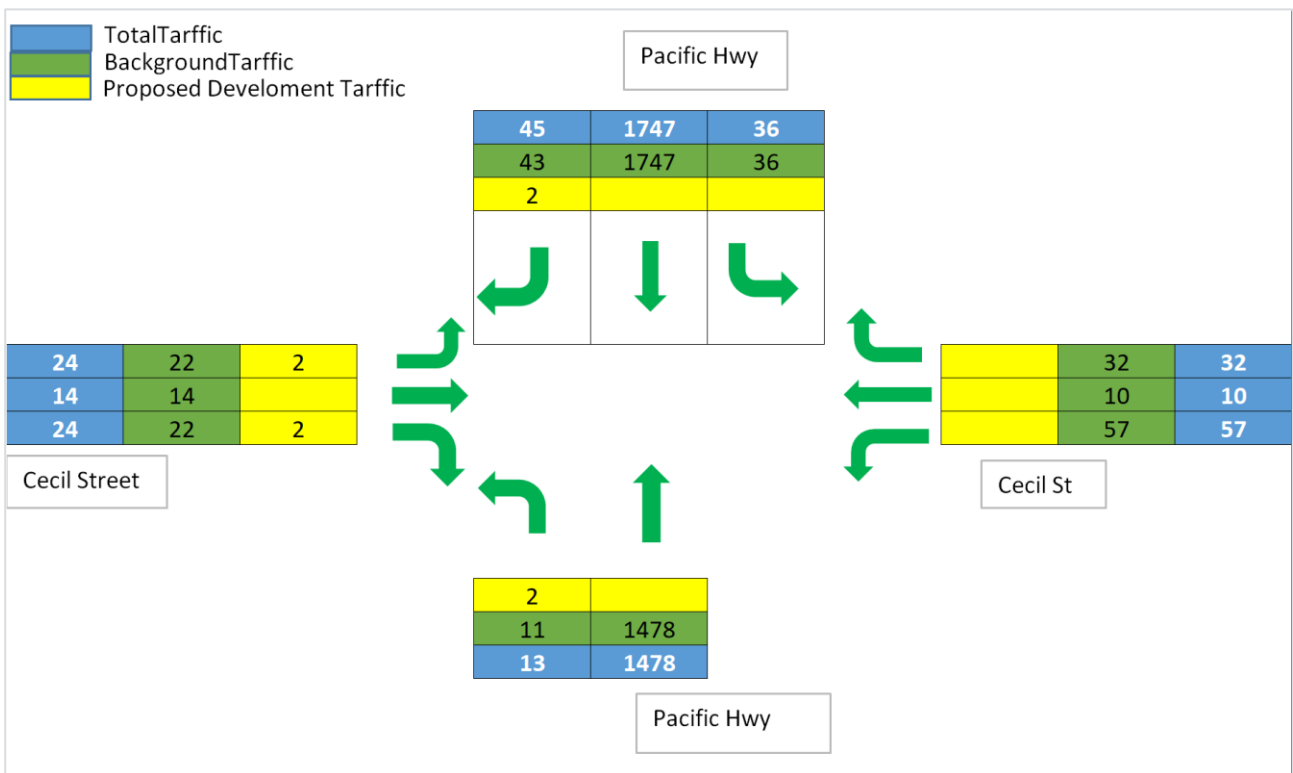 TotalTarffic
BackgroundTarffic
Proposed Develoment Tarffic
Pacific Hwy
45 1747 36
43 1747 36
2
24 22 2
14 14
24 22 2
Cecil Street
32 32
10 10
57 57
Cecil St
2
11 1478
13 1478
Pacific Hwy